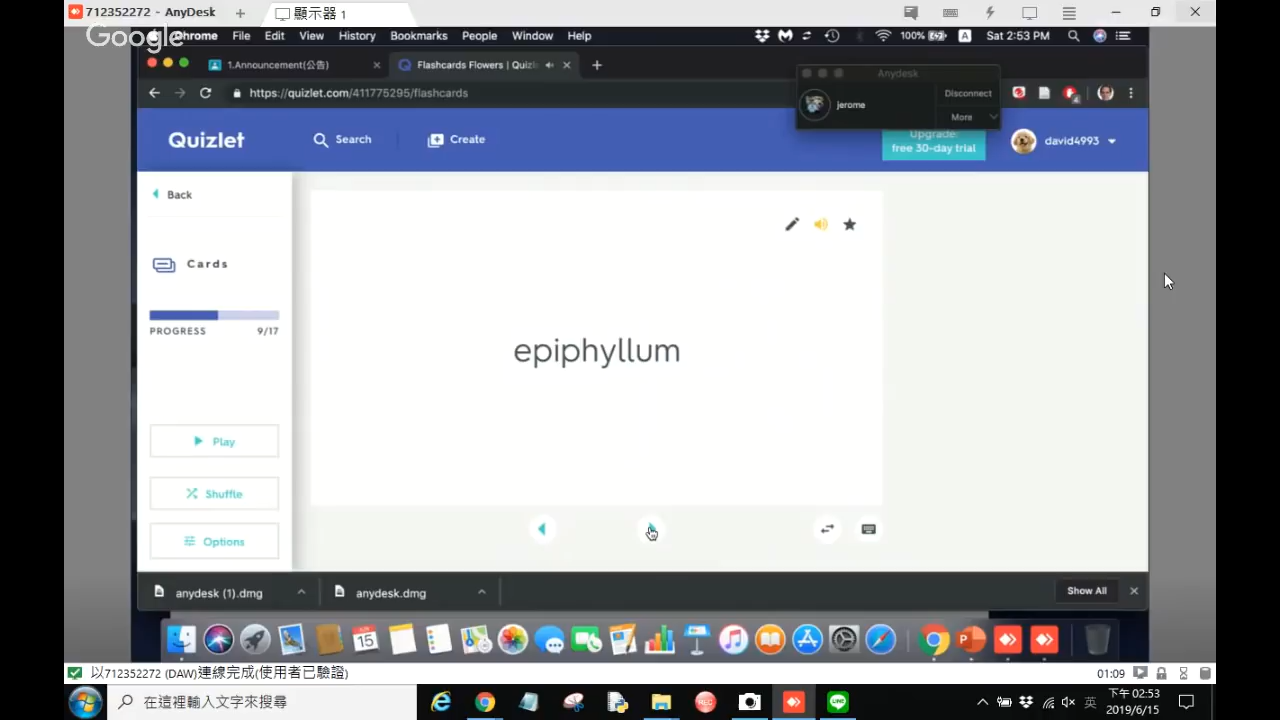 712352272 - AnyDesk
顯示器 1
Google
Chrome File Edit View History Bookmarks People Window Help
100% A Sat 2:53 PM
1.Announcement(公告)
Flashcards Flowers | Quizl
Anydesk
https://quizlet.com/411775295/flashcards
jerome
Disconnect
More
Quizlet
Search
Create
Upgrade:
free 30-day trial
david4993
Back
Cards
PROGRESS 9/17
epiphyllum
Play
Shuffle
Options
anydesk (1).dmg
anydesk.dmg
Show All
15
以712352272 (DAW)連線完成(使用者已驗證)
01:09
在這裡輸入文字來搜尋
REC
LINE
英
下午 02:53
2019/6/15